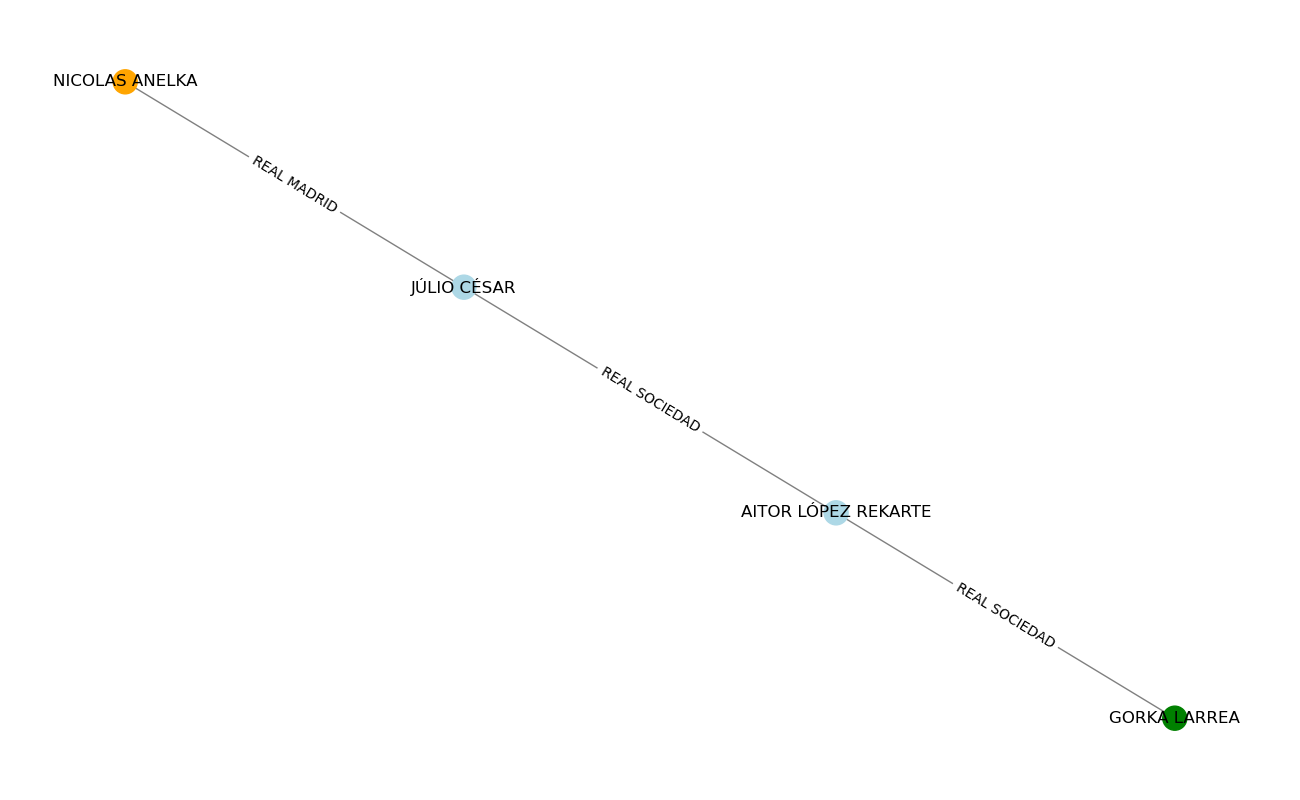 NICOLAS ANELKA
REAL MADRID
JÚLIO CÉSAR
REAL SOCIEDAD
AITOR LÓPEZ REKARTE
REAL SOCIEDAD
GORKA LARREA